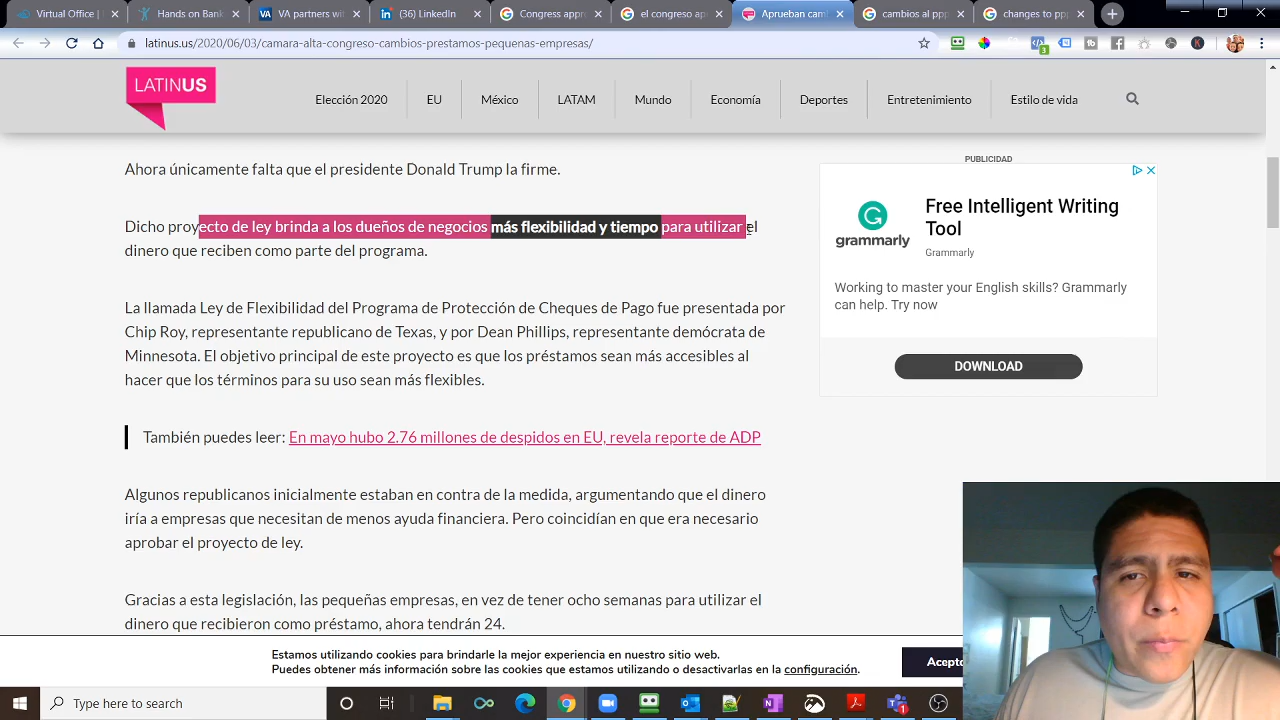 Virtual Office |
Hands on Bank
VA partners wit
(36) LinkedIn
Congress appro
el congreso ap
Aprueban cam
cambios al ppp
changes to ppp
latinus.us/2020/06/03/camara-alta-congreso-cambios-prestamos-pequenas-empresas/
3
LATINUS
Elección 2020
EU
México
LATAM
Mundo
Economía
Deportes
Entretenimiento
Estilo de vida
Ahora únicamente falta que el presidente Donald Trump la firme.
Dicho proyecto de ley brinda a los dueños de negocios más flexibilidad y tiempo para utilizar el
dinero que reciben como parte del programa.
La llamada Ley de Flexibilidad del Programa de Protección de Cheques de Pago fue presentada por
Chip Roy, representante republicano de Texas, y por Dean Phillips, representante demócrata de
Minnesota. El objetivo principal de este proyecto es que los préstamos sean más accesibles al
hacer que los términos para su uso sean más flexibles.
También puedes leer: En mayo hubo 2.76 millones de despidos en EU, revela reporte de ADP
Algunos republicanos inicialmente estaban en contra de la medida, argumentando que el dinero
iría a empresas que necesitan de menos ayuda financiera. Pero coincidían en que era necesario
aprobar el proyecto de ley.
Gracias a esta legislación, las pequeñas empresas, en vez de tener ocho semanas para utilizar el
dinero que recibieron como préstamo, ahora tendrán 24.
PUBLICIDAD
grammarly
Free Intelligent Writing
Tool
Grammarly
Working to master your English skills? Grammarly
can help. Try now
DOWNLOAD
Estamos utilizando cookies para brindarle la mejor experiencia en nuestro sitio web.
Puedes obtener más información sobre las cookies que estamos utilizando o desactivarlas en la configuración.
Acepto
Type here to search